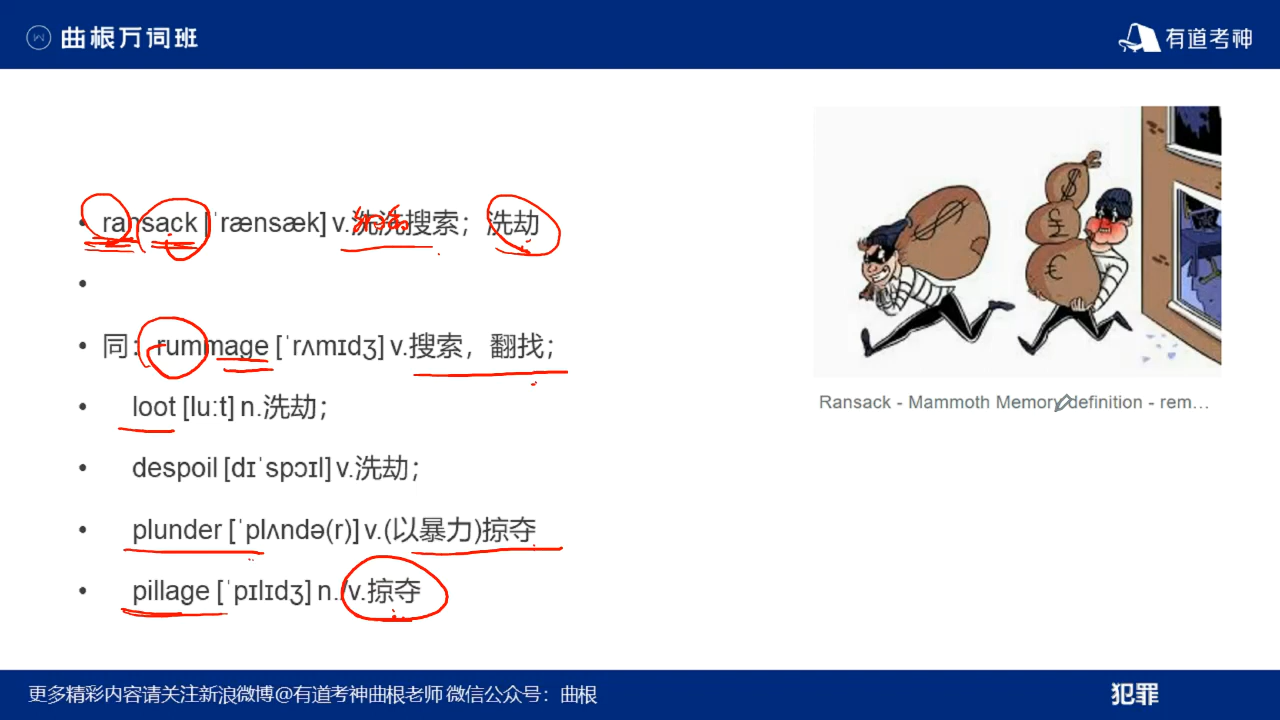 曲根万词班
有道考神
• ransack [ˈrænsæk] v.洗洗搜索；洗劫
•
• 同：rummage [ˈrʌmɪdʒ] v.搜索，翻找；
• loot [lu:t] n.洗劫；
• despoil [dɪˈspɔɪl] v.洗劫；
• plunder [ˈplʌndə(r)] v.(以暴力)掠夺
• pillage [ˈpɪlɪdʒ] n./v.掠夺
$
$
€
Ransack - Mammoth Memory definition - rem...
更多精彩内容请关注新浪微博@有道考神曲根老师 微信公众号：曲根
犯罪